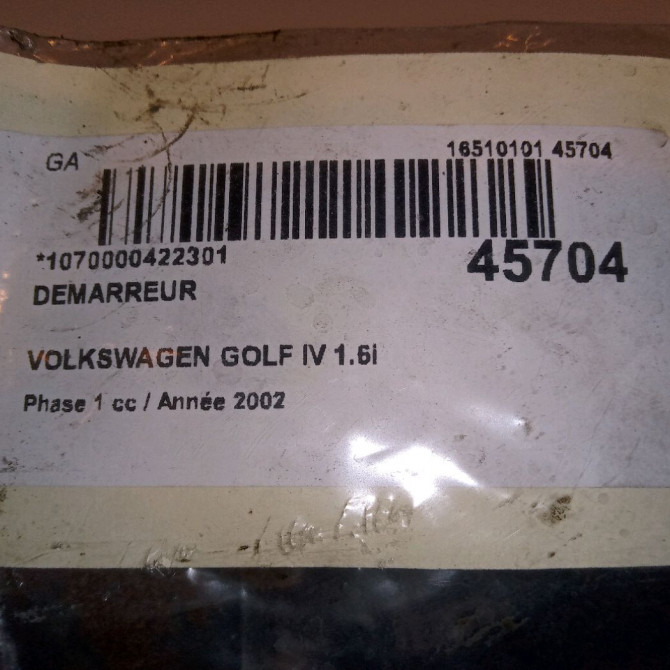 GA
16510101 45704
*1070000422301
45704
DEMARREUR
VOLKSWAGEN GOLF IV 1.6i
Phase 1 cc / Année 2002